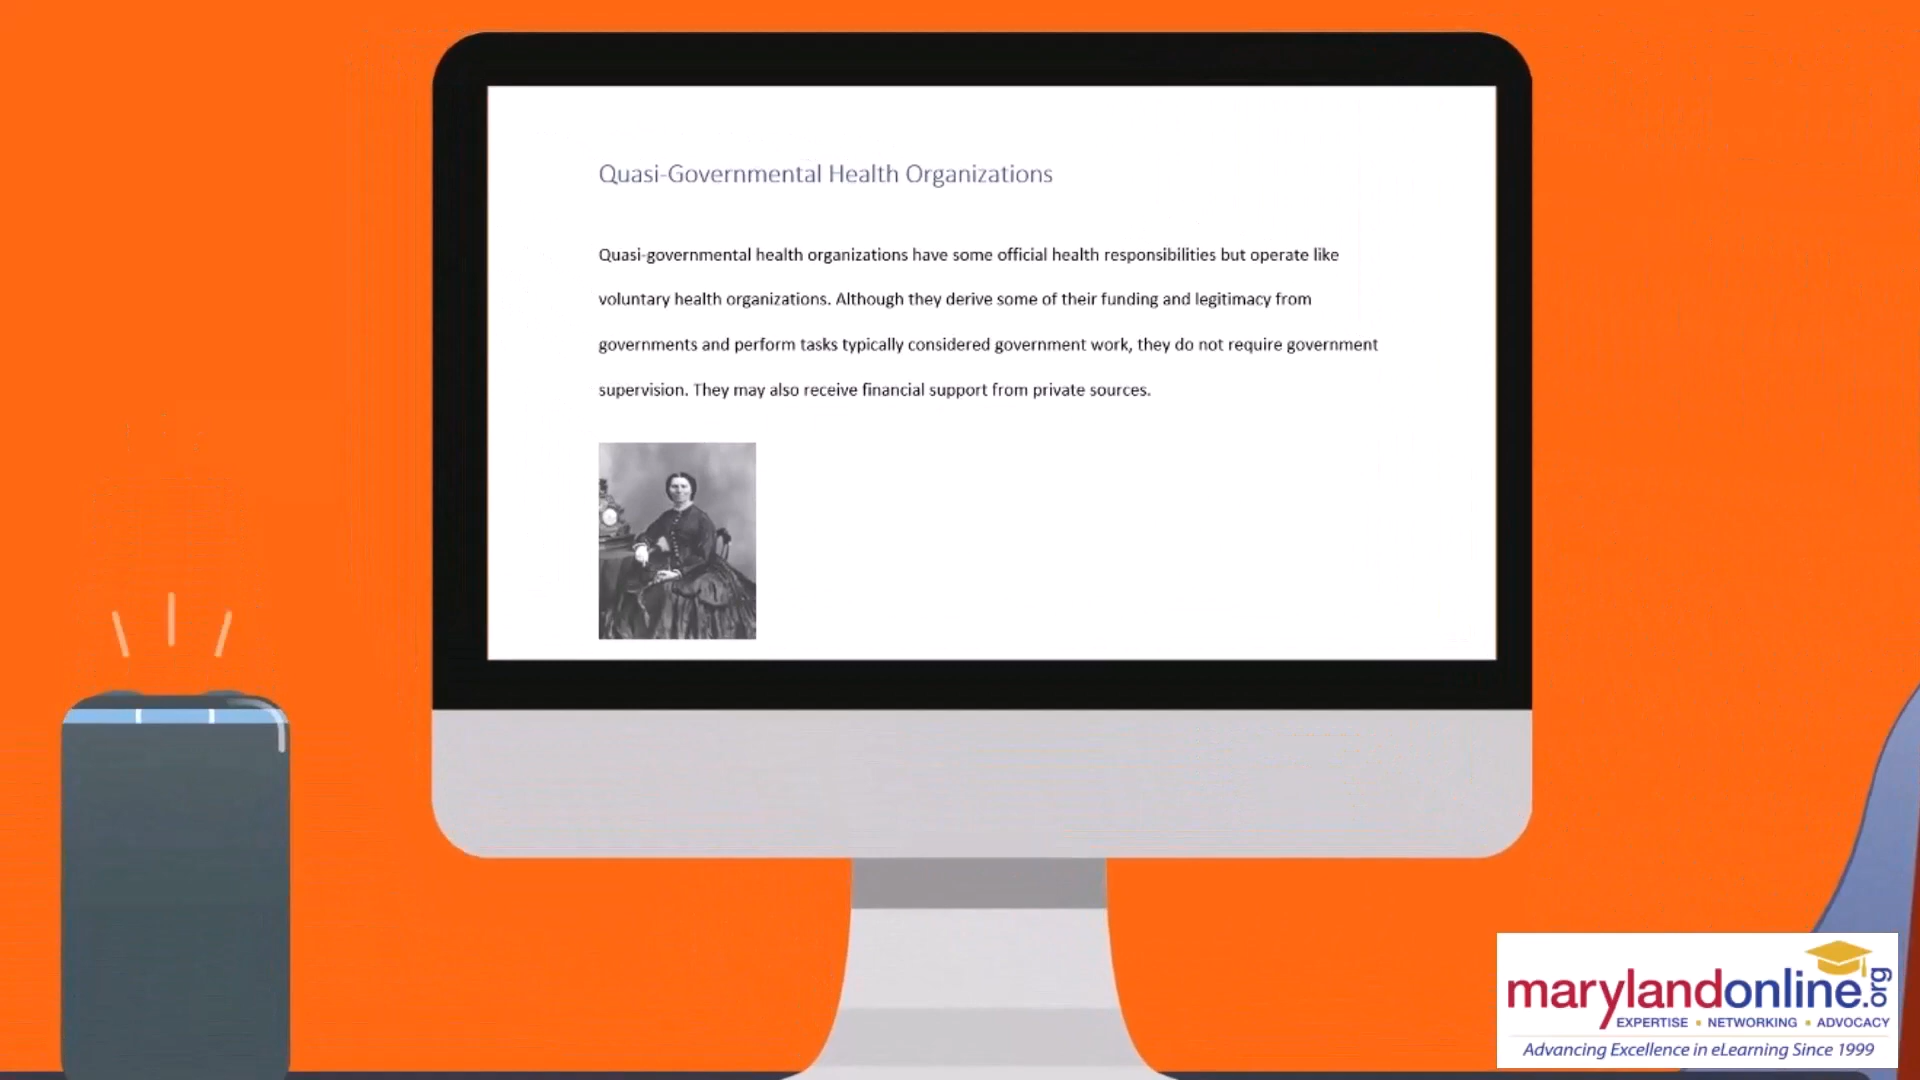 Quasi-Governmental Health Organizations
Quasi-governmental health organizations have some official health responsibilities but operate like
voluntary health organizations. Although they derive some of their funding and legitimacy from
governments and perform tasks typically considered government work, they do not require government
supervision. They may also receive financial support from private sources.
marylandonline.org
EXPERTISE • NETWORKING • ADVOCACY
Advancing Excellence in eLearning Since 1999